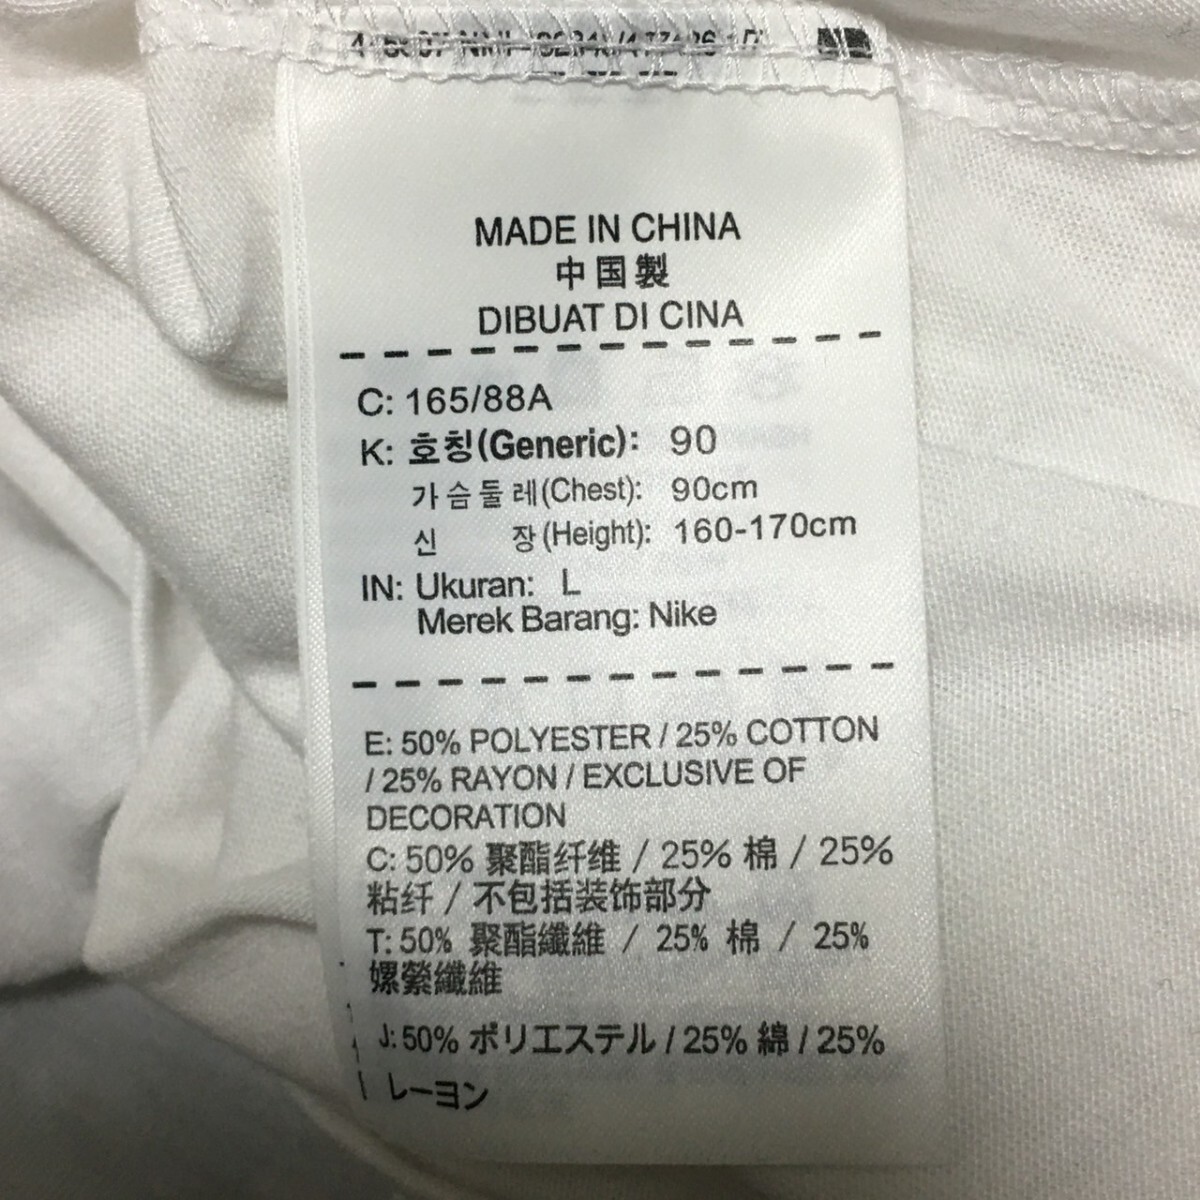 MADE IN CHINA
中国製
DIBUAT DI CINA
C: 165/88A
K: 호칭(Generic): 90
가슴둘레(Chest): 90cm
신 장(Height): 160-170cm
IN: Ukuran: L
Merek Barang: Nike
E: 50% POLYESTER / 25% COTTON
/ 25% RAYON / EXCLUSIVE OF
DECORATION
C: 50% 聚酯纤维 / 25% 棉 / 25%
粘纤 / 不包括装饰部分
T: 50% 聚酯纖維 / 25% 棉 / 25%
嫘縈纖維
J: 50% ポリエステル / 25% 綿 / 25%
レーヨン